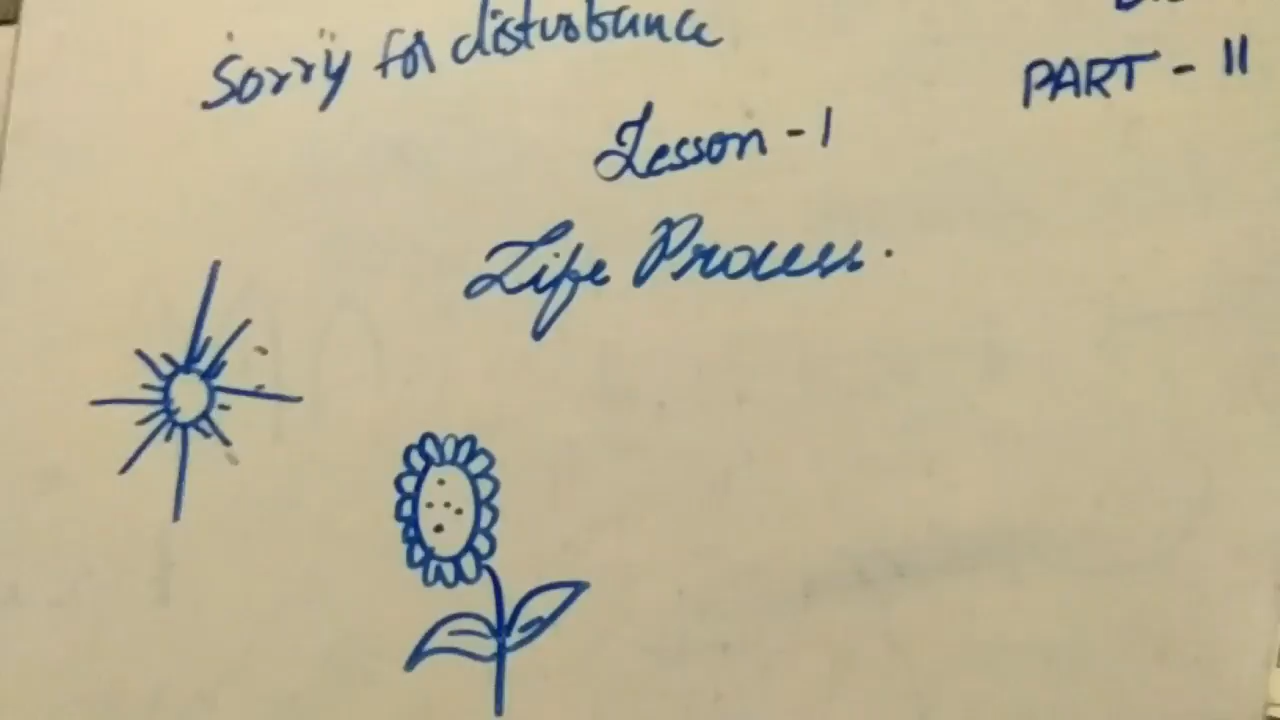 Sorry for disturbance
PART - II
Lesson - 1
Life Process.